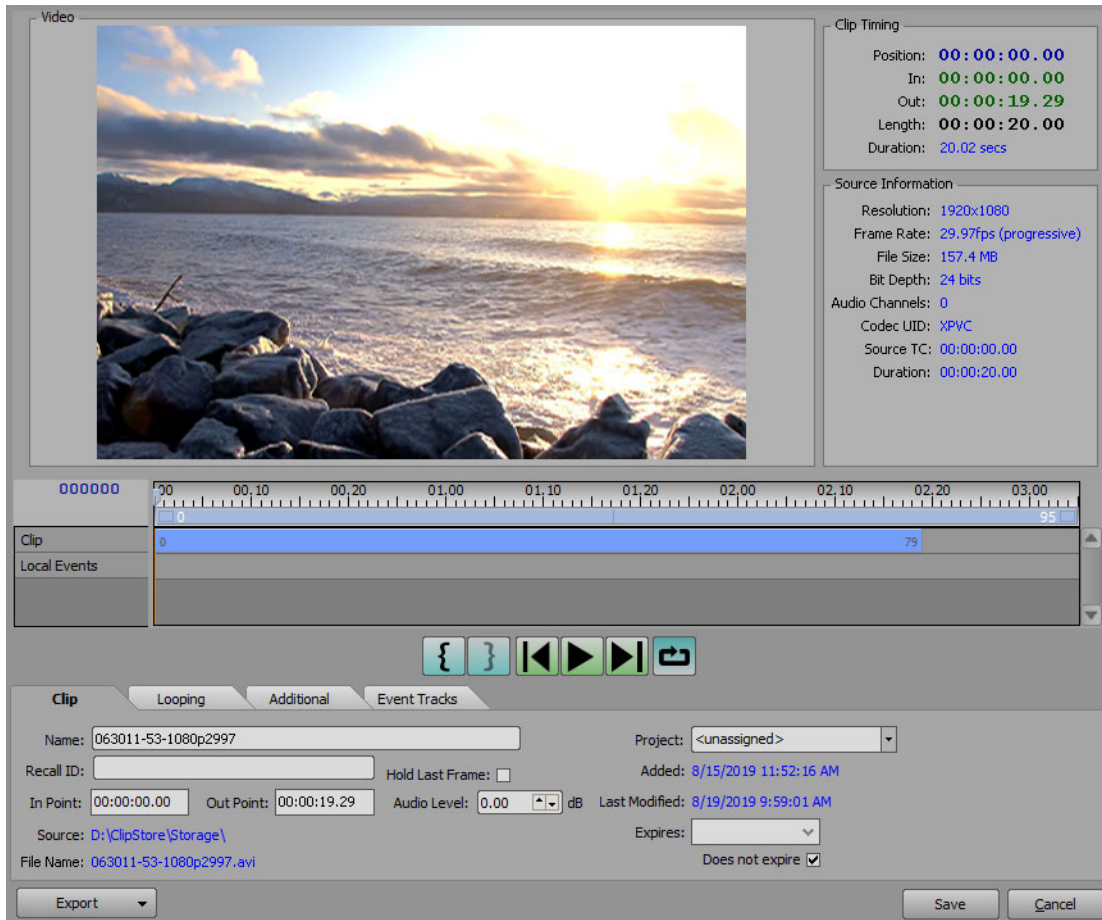 Video
Clip Timing
Position: 00:00:00.00
In: 00:00:00.00
Out: 00:00:19.29
Length: 00:00:20.00
Duration: 20.02 secs
Source Information
Resolution: 1920x1080
Frame Rate: 29.97fps (progressive)
File Size: 157.4 MB
Bit Depth: 24 bits
Audio Channels: 0
Codec UID: XPVC
Source TC: 00:00:00.00
Duration: 00:00:20.00
000000
00 00.10 00.20 01.00 01.10 01.20 02.00 02.10 02.20 03.00
0 95
Clip 0 79
Local Events
Clip Looping Additional Event Tracks
Name: 063011-53-1080p2997
Project: <unassigned>
Recall ID:
Hold Last Frame:
Added: 8/15/2019 11:52:16 AM
In Point: 00:00:00.00 Out Point: 00:00:19.29 Audio Level: 0.00 dB
Last Modified: 8/19/2019 9:59:01 AM
Source: D:\ClipStore\Storage\
Expires:
File Name: 063011-53-1080p2997.avi
Does not expire
Export
Save Cancel